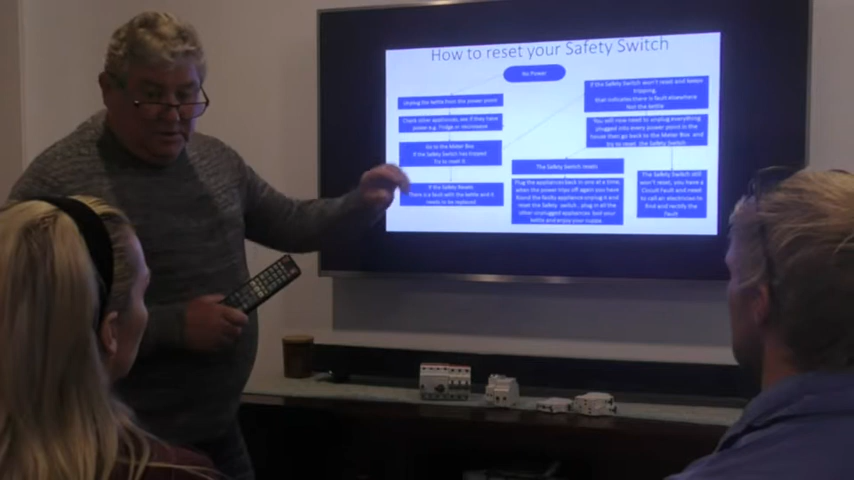 How to reset your Safety Switch
No Power
Unplug the kettle from the power point
Check other appliances, see if they have
power e.g. fridge or microwave
Go to the Meter Box
If the Safety Switch has tripped
Try to reset it
If the Safety Resets
There is a fault with the kettle and it
needs to be replaced
If the Safety Switch won't reset and keeps
tripping
that indicates there is fault elsewhere
Not the kettle
You will now need to unplug everything
plugged into every power point in the
house then go back to the Meter Box and
try to reset the Safety Switch
The Safety Switch resets
Plug the appliances back in one at a time,
when the power trips off again you have
found the faulty appliance unplug it and
reset the Safety switch, plug in all the
other unplugged appliances
kettle and enjoy your cuppa
The Safety Switch still
won't reset, you have a
Circuit Fault and need
to call an electrician to
find and rectify the
fault